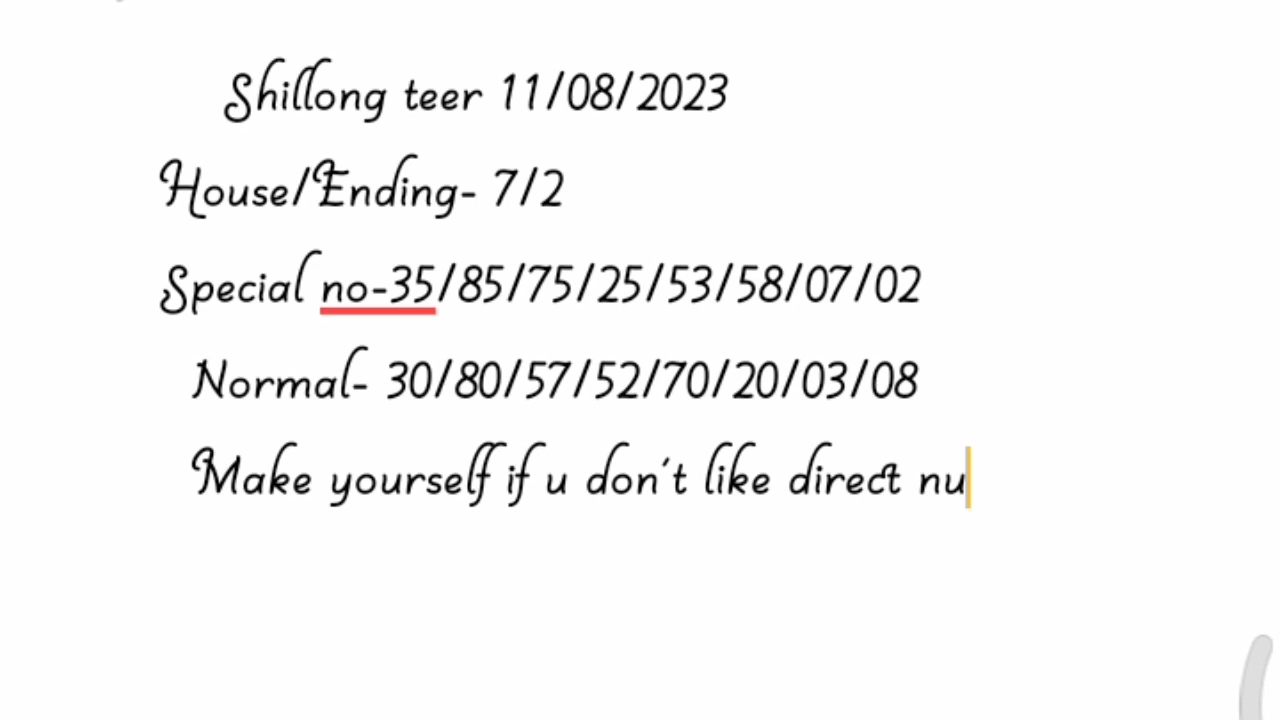 Shillong teer 11/08/2023
House/Ending- 7/2
Special no-35/85/75/25/53/58/07/02
Normal- 30/80/57/52/70/20/03/08
Make yourself if u don't like direct nu